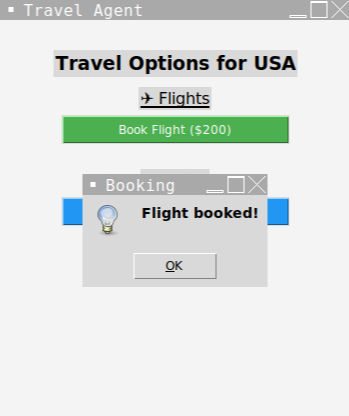 Travel Agent
Travel Options for USA
✈ Flights
Book Flight ($200)
Booking
Flight booked!
OK